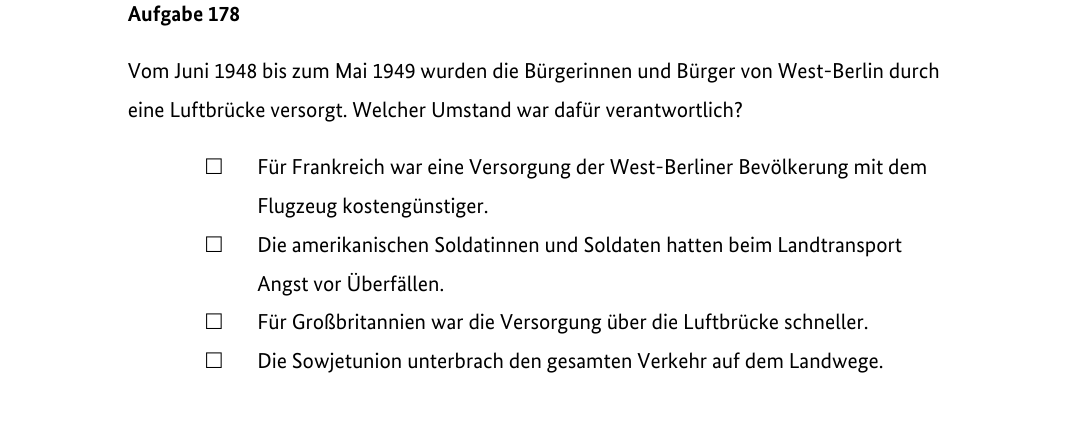 Aufgabe 178
Vom Juni 1948 bis zum Mai 1949 wurden die Bürgerinnen und Bürger von West-Berlin durch
eine Luftbrücke versorgt. Welcher Umstand war dafür verantwortlich?
☐ Für Frankreich war eine Versorgung der West-Berliner Bevölkerung mit dem
Flugzeug kostengünstiger.
☐ Die amerikanischen Soldatinnen und Soldaten hatten beim Landtransport
Angst vor Überfällen.
☐ Für Großbritannien war die Versorgung über die Luftbrücke schneller.
☐ Die Sowjetunion unterbrach den gesamten Verkehr auf dem Landwege.